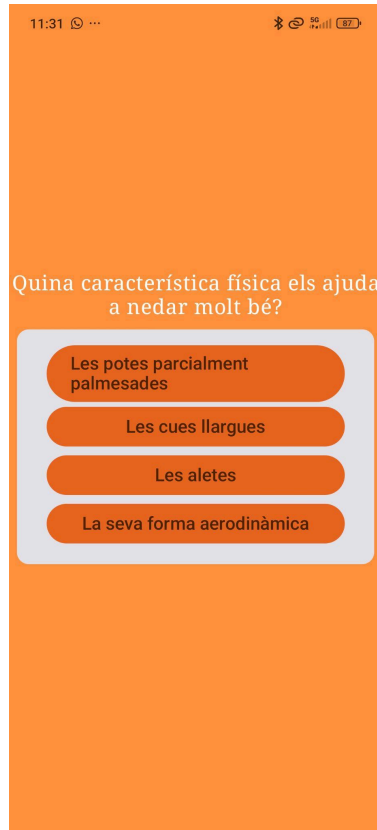 11:31 ...
5G
87
Quina característica física els ajuda
a nedar molt bé?
Les potes parcialment
palmesades
Les cues llargues
Les aletes
La seva forma aerodinàmica